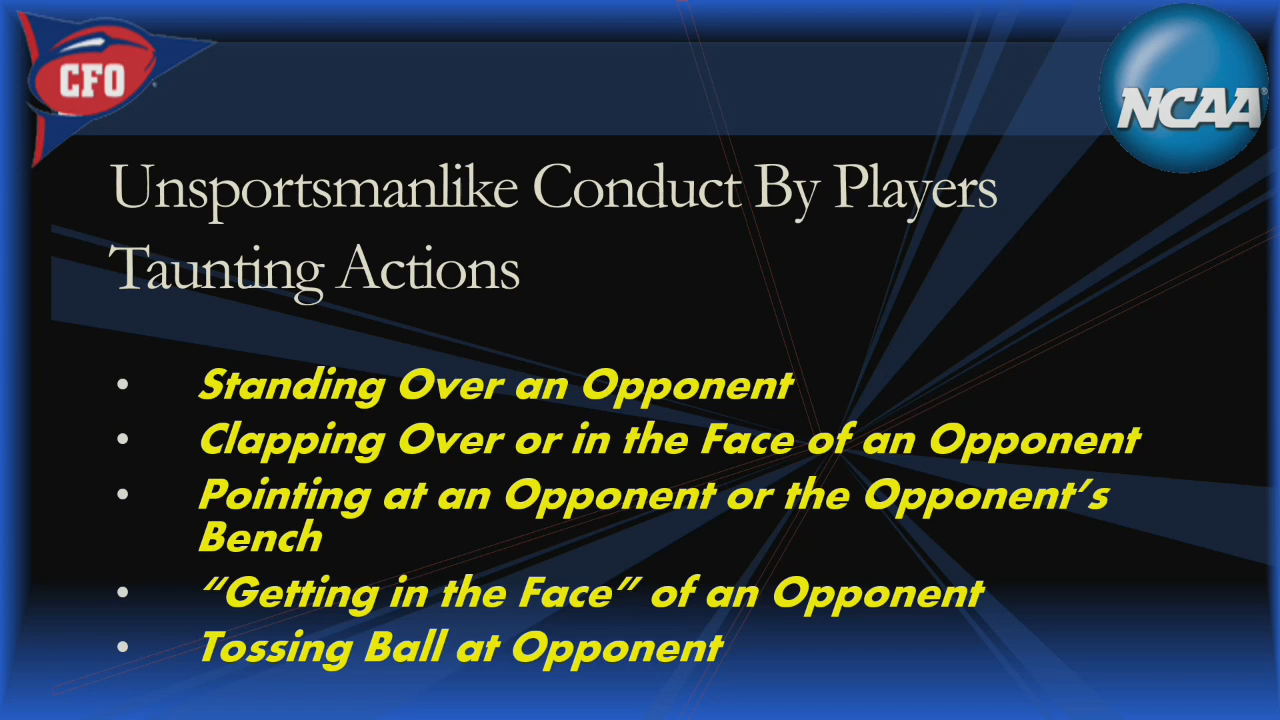 CFO
NCAA®
Unsportsmanlike Conduct By Players
Taunting Actions
• Standing Over an Opponent
• Clapping Over or in the Face of an Opponent
• Pointing at an Opponent or the Opponent’s
Bench
• “Getting in the Face” of an Opponent
• Tossing Ball at Opponent